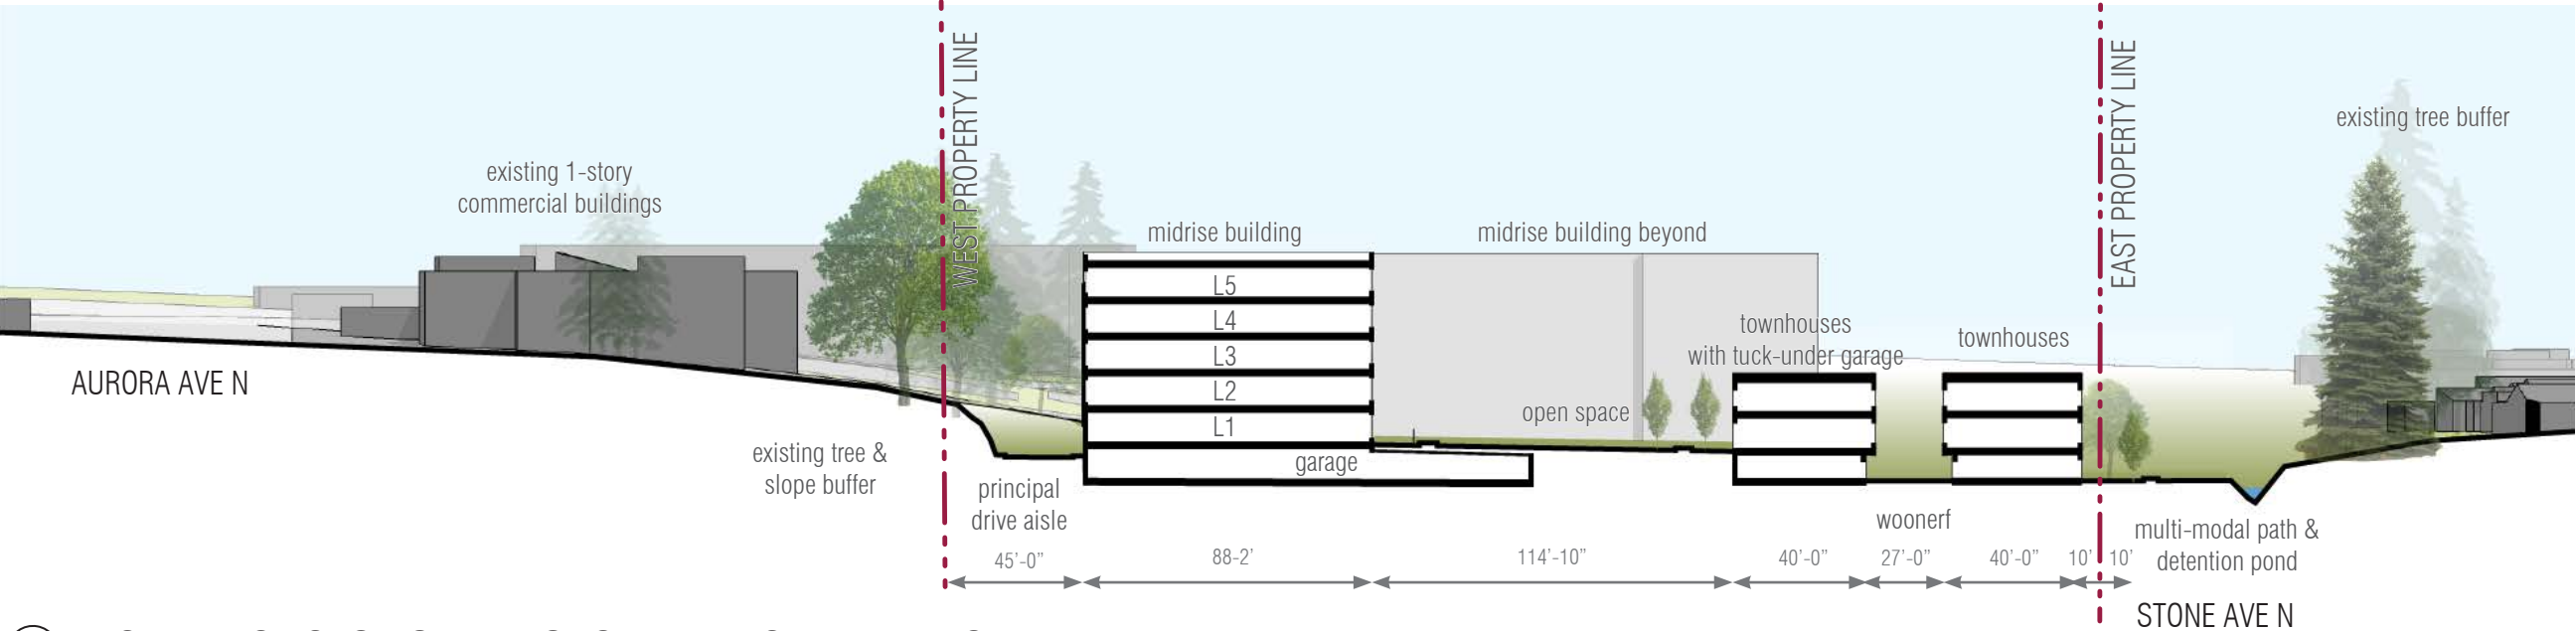 WEST PROPERTY LINE
EAST PROPERTY LINE
existing tree buffer
existing 1-story
commercial buildings
midrise building
midrise building beyond
L5
L4
L3
L2
L1
garage
townhouses
with tuck-under garage
townhouses
open space
AURORA AVE N
existing tree &
slope buffer
principal
drive aisle
woonerf
multi-modal path &
detention pond
45'-0"
88-2'
114'-10"
40'-0"
27'-0"
40'-0"
10'
10'
STONE AVE N